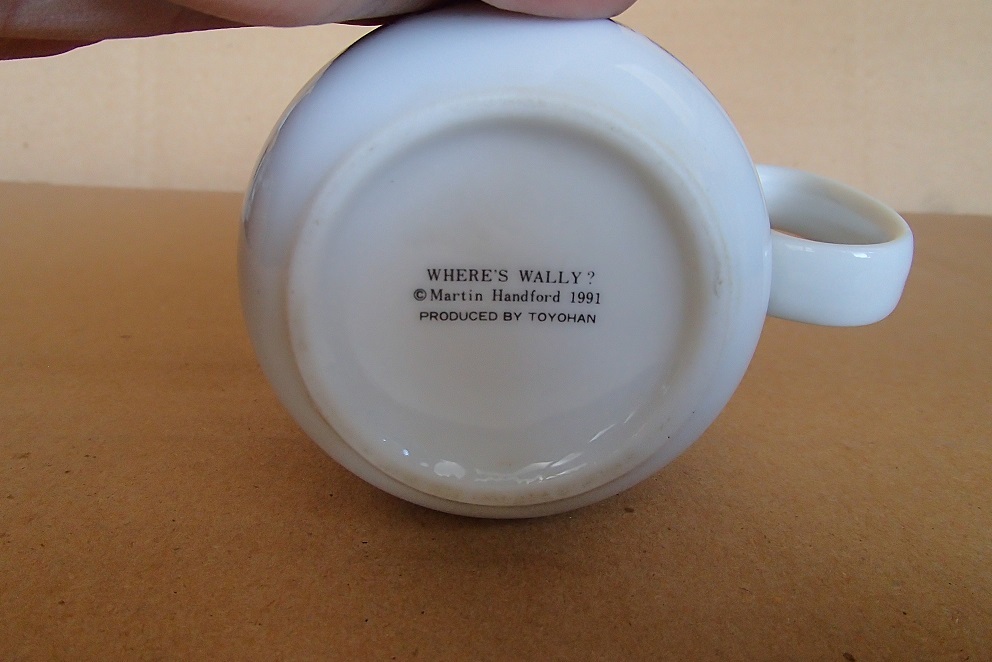 WHERE'S WALLY?
©Martin Handford 1991
PRODUCED BY TOYOHAN